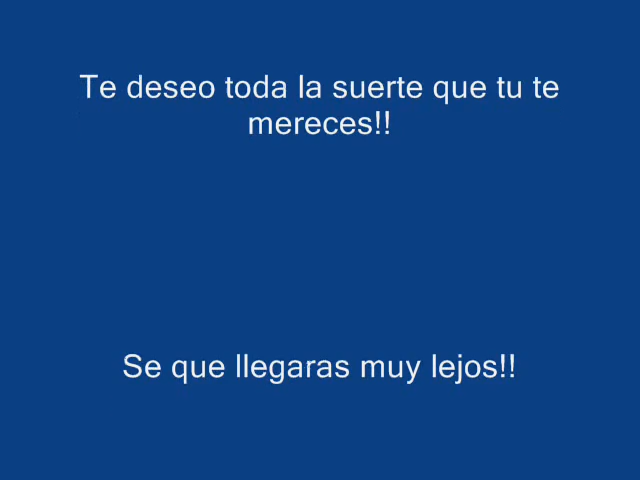 Te deseo toda la suerte que tu te
mereces!!
Se que llegaras muy lejos!!